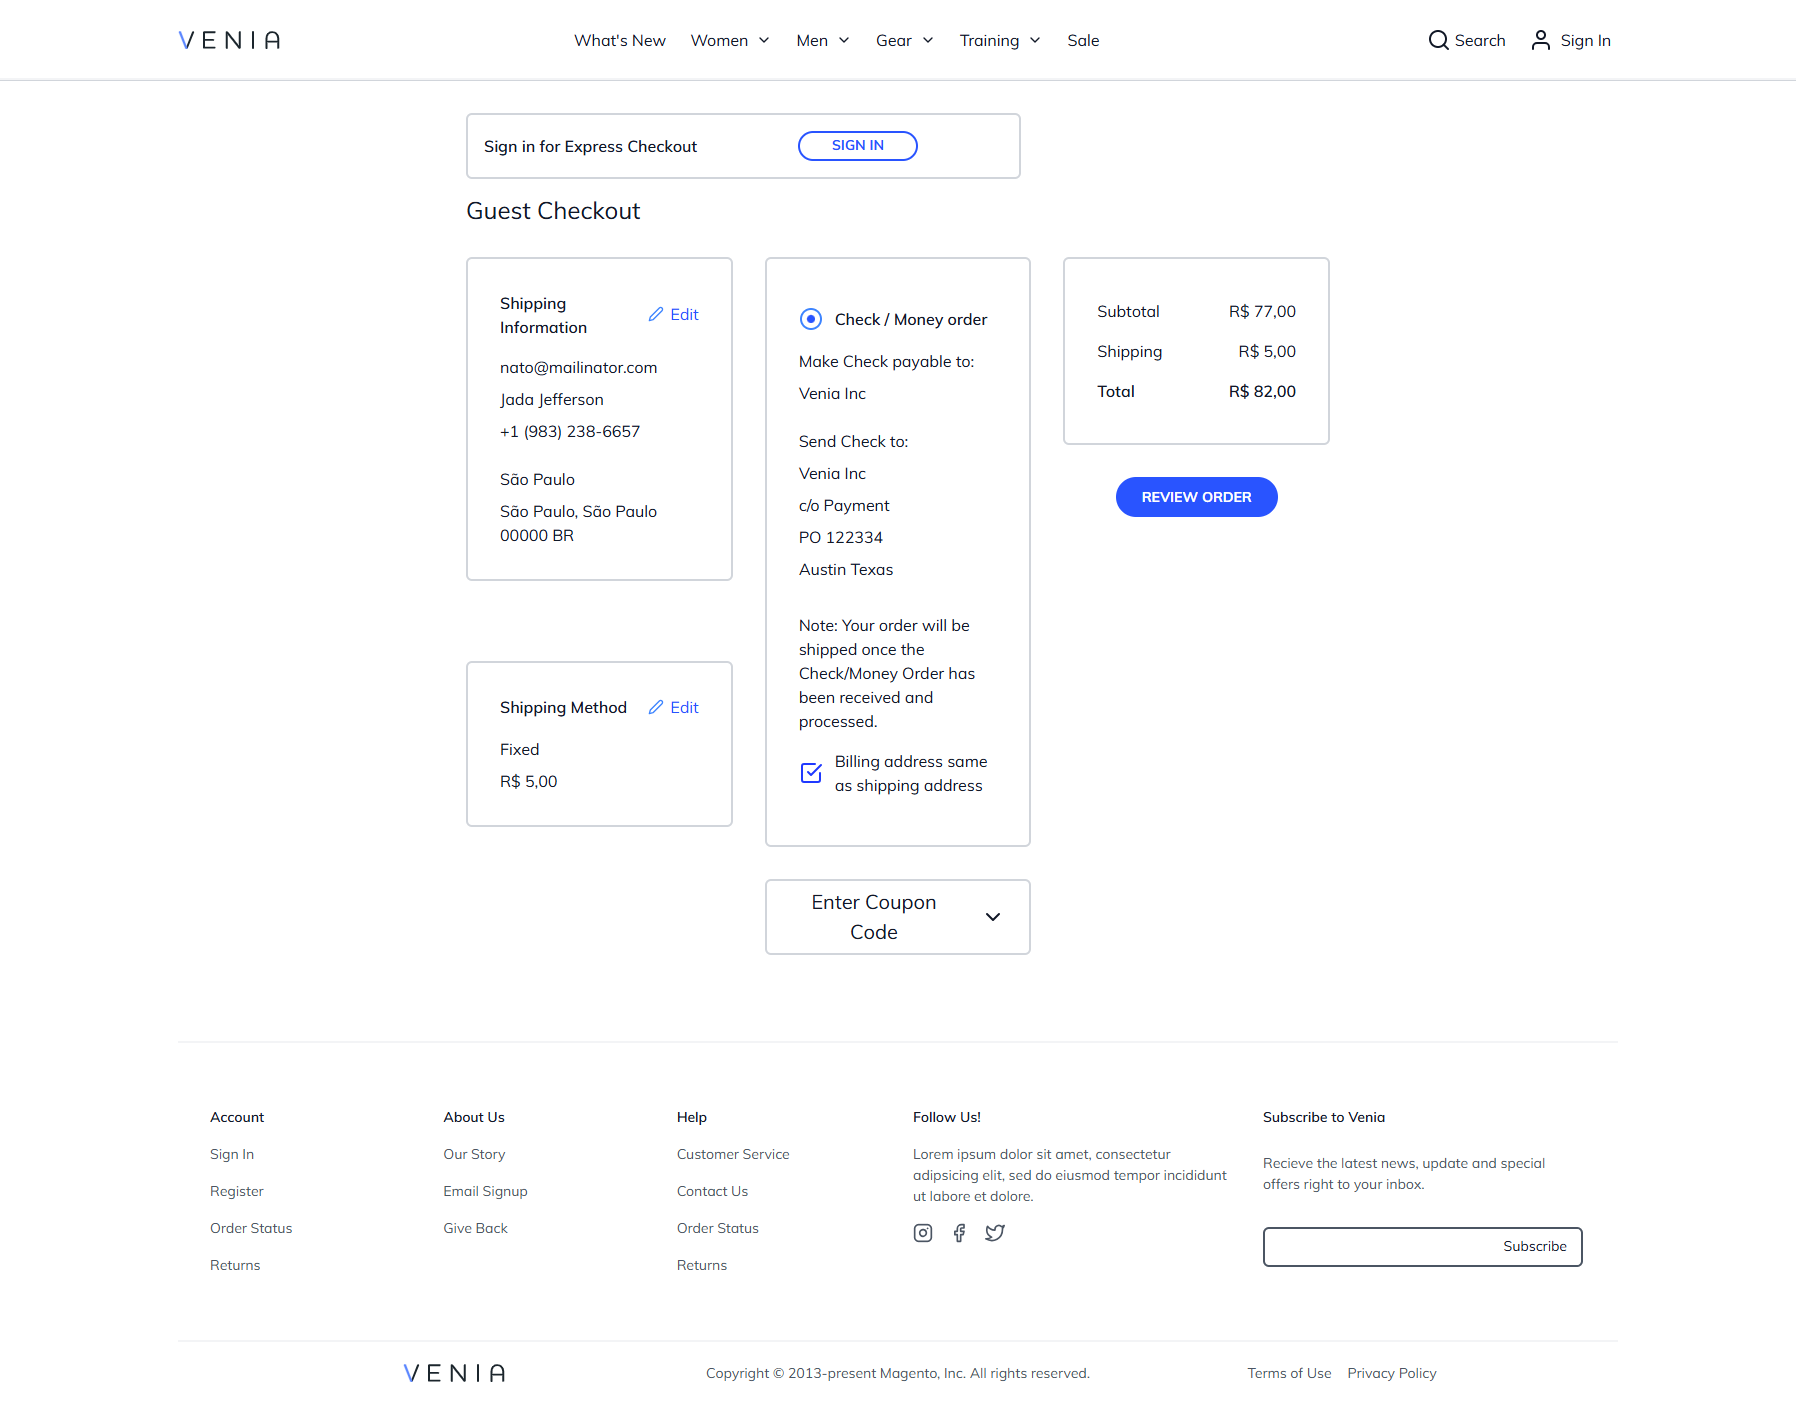 VENIA
What's New
Women
Men
Gear
Training
Sale
Search
Sign In
Sign in for Express Checkout
SIGN IN
Guest Checkout
Shipping
Information
Edit
nato@mailinator.com
Jada Jefferson
+1 (983) 238-6657
São Paulo
São Paulo, São Paulo
00000 BR
Shipping Method
Edit
Fixed
R$ 5,00
Check / Money order
Make Check payable to:
Venia Inc
Send Check to:
Venia Inc
c/o Payment
PO 122334
Austin Texas
Note: Your order will be
shipped once the
Check/Money Order has
been received and
processed.
Billing address same
as shipping address
Enter Coupon
Code
Subtotal R$ 77,00
Shipping R$ 5,00
Total R$ 82,00
REVIEW ORDER
Account
Sign In
Register
Order Status
Returns
About Us
Our Story
Email Signup
Give Back
Help
Customer Service
Contact Us
Order Status
Returns
Follow Us!
Lorem ipsum dolor sit amet, consectetur
adipsicing elit, sed do eiusmod tempor incididunt
ut labore et dolore.
Subscribe to Venia
Recieve the latest news, update and special
offers right to your inbox.
Subscribe
VENIA
Copyright © 2013-present Magento, Inc. All rights reserved.
Terms of Use
Privacy Policy